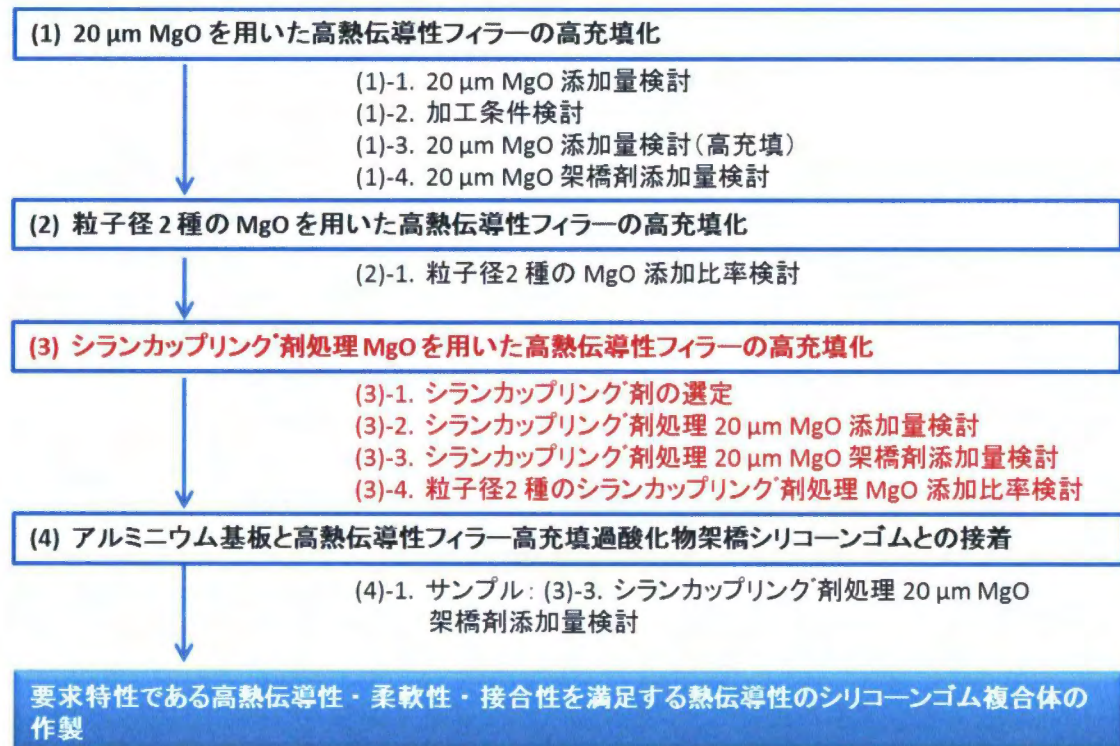 (1) 20 μm MgO を用いた高熱伝導性フィラーの高充填化
(1)-1. 20 μm MgO 添加量検討
(1)-2. 加工条件検討
(1)-3. 20 μm MgO 添加量検討(高充填)
(1)-4. 20 μm MgO 架橋剤添加量検討
(2) 粒子径 2 種の MgO を用いた高熱伝導性フィラーの高充填化
(2)-1. 粒子径2 種の MgO 添加比率検討
(3) シランカップリング剤処理 MgO を用いた高熱伝導性フィラーの高充填化
(3)-1. シランカップリング剤の選定
(3)-2. シランカップリング剤処理 20 μm MgO 添加量検討
(3)-3. シランカップリング剤処理 20 μm MgO 架橋剤添加量検討
(3)-4. 粒子径2 種のシランカップリング剤処理 MgO 添加比率検討
(4) アルミニウム基板と高熱伝導性フィラー高充填過酸化物架橋シリコーンゴムとの接着
(4)-1. サンプル: (3)-3. シランカップリング剤処理 20 μm MgO
架橋剤添加量検討
要求特性である高熱伝導性・柔軟性・接合性を満足する熱伝導性のシリコーンゴム複合体の
作製